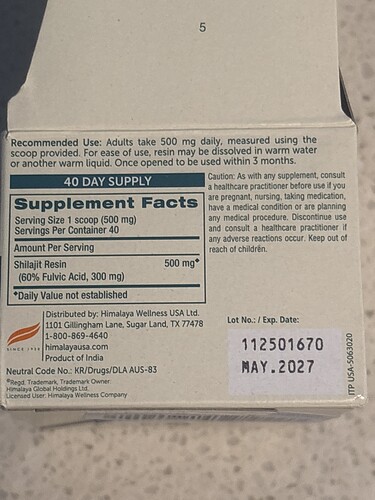 5
Recommended Use: Adults take 500 mg daily, measured using the
scoop provided. For ease of use, resin may be dissolved in warm water
or another warm liquid. Once opened to be used within 3 months.
40 DAY SUPPLY
Supplement Facts
Serving Size 1 scoop (500 mg)
Servings Per Container 40
Amount Per Serving
Shilajit Resin 500 mg*
(60% Fulvic Acid, 300 mg)
*Daily Value not established
Caution: As with any supplement, consult
a healthcare practitioner before use if you
are pregnant, nursing, taking medication,
have a medical condition or are planning
any medical procedure. Discontinue use
and consult a healthcare practitioner if
any adverse reactions occur. Keep out of
reach of children.
SINCE 1930
Distributed by: Himalaya Wellness USA Ltd.
1101 Gillingham Lane, Sugar Land, TX 77478
1-800-869-4640
himalayausa.com
Product of India
Neutral Code No.: KR/Drugs/DLA AUS-83
®Regd. Trademark, Trademark Owner:
Himalaya Global Holdings Ltd.
Licensed User: Himalaya Wellness Company
Lot No.: / Exp. Date:
112501670
MAY.2027
ITP USA-5063020